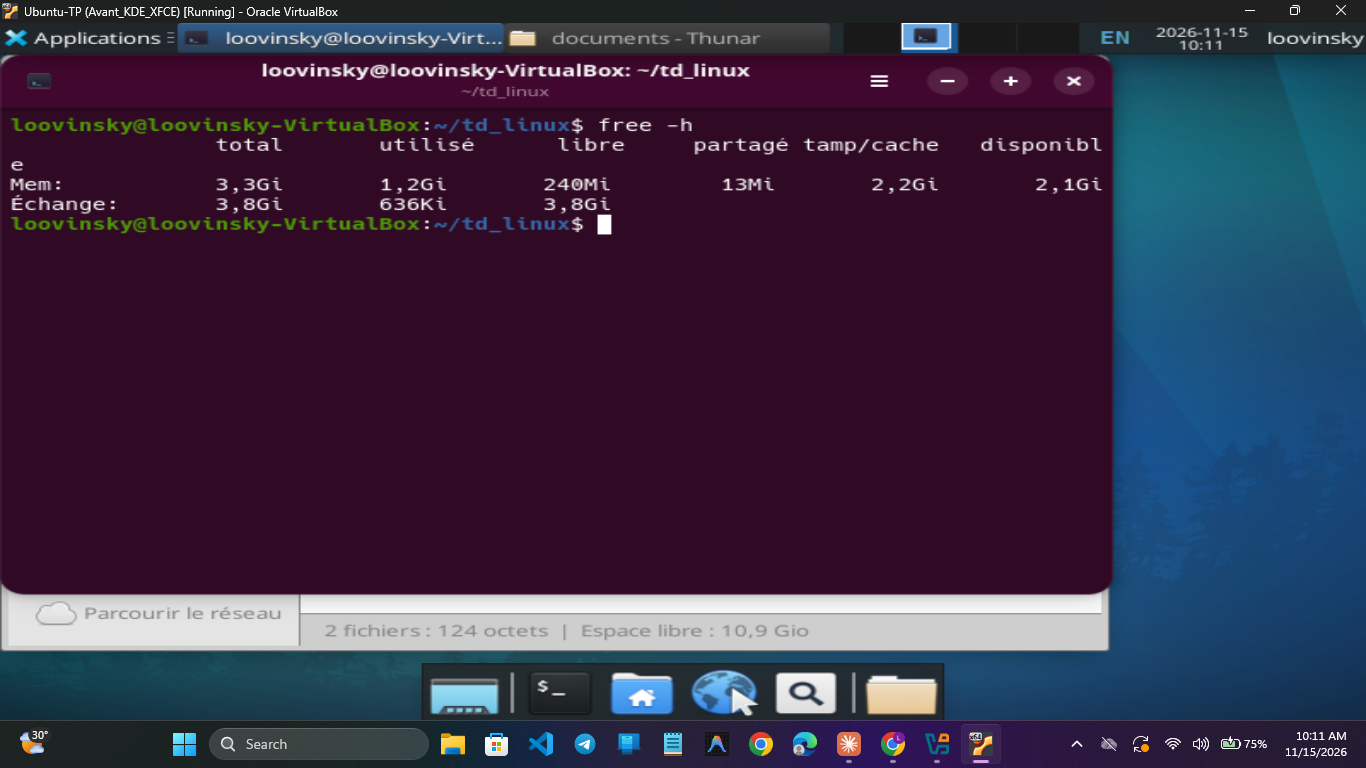 Ubuntu-TP (Avant_KDE_XFCE) [Running] - Oracle VirtualBox
Applications loovinsky@loovinsky-Virt... documents - Thunar EN 2026-11-15 loovinsky
10:11
loovinsky@loovinsky-VirtualBox: ~/td_linux
~/td_linux
loovinsky@loovinsky-VirtualBox:~/td_linux$ free -h
total utilisé libre partagé tamp/cache disponibl
e
Mem: 3,3Gi 1,2Gi 240Mi 13Mi 2,2Gi 2,1Gi
Échange: 3,8Gi 636Ki 3,8Gi
loovinsky@loovinsky-VirtualBox:~/td_linux$
Parcourir le réseau
2 fichiers : 124 octets | Espace libre : 10,9 Gio
$_
30°
Search
75%
10:11 AM
11/15/2026